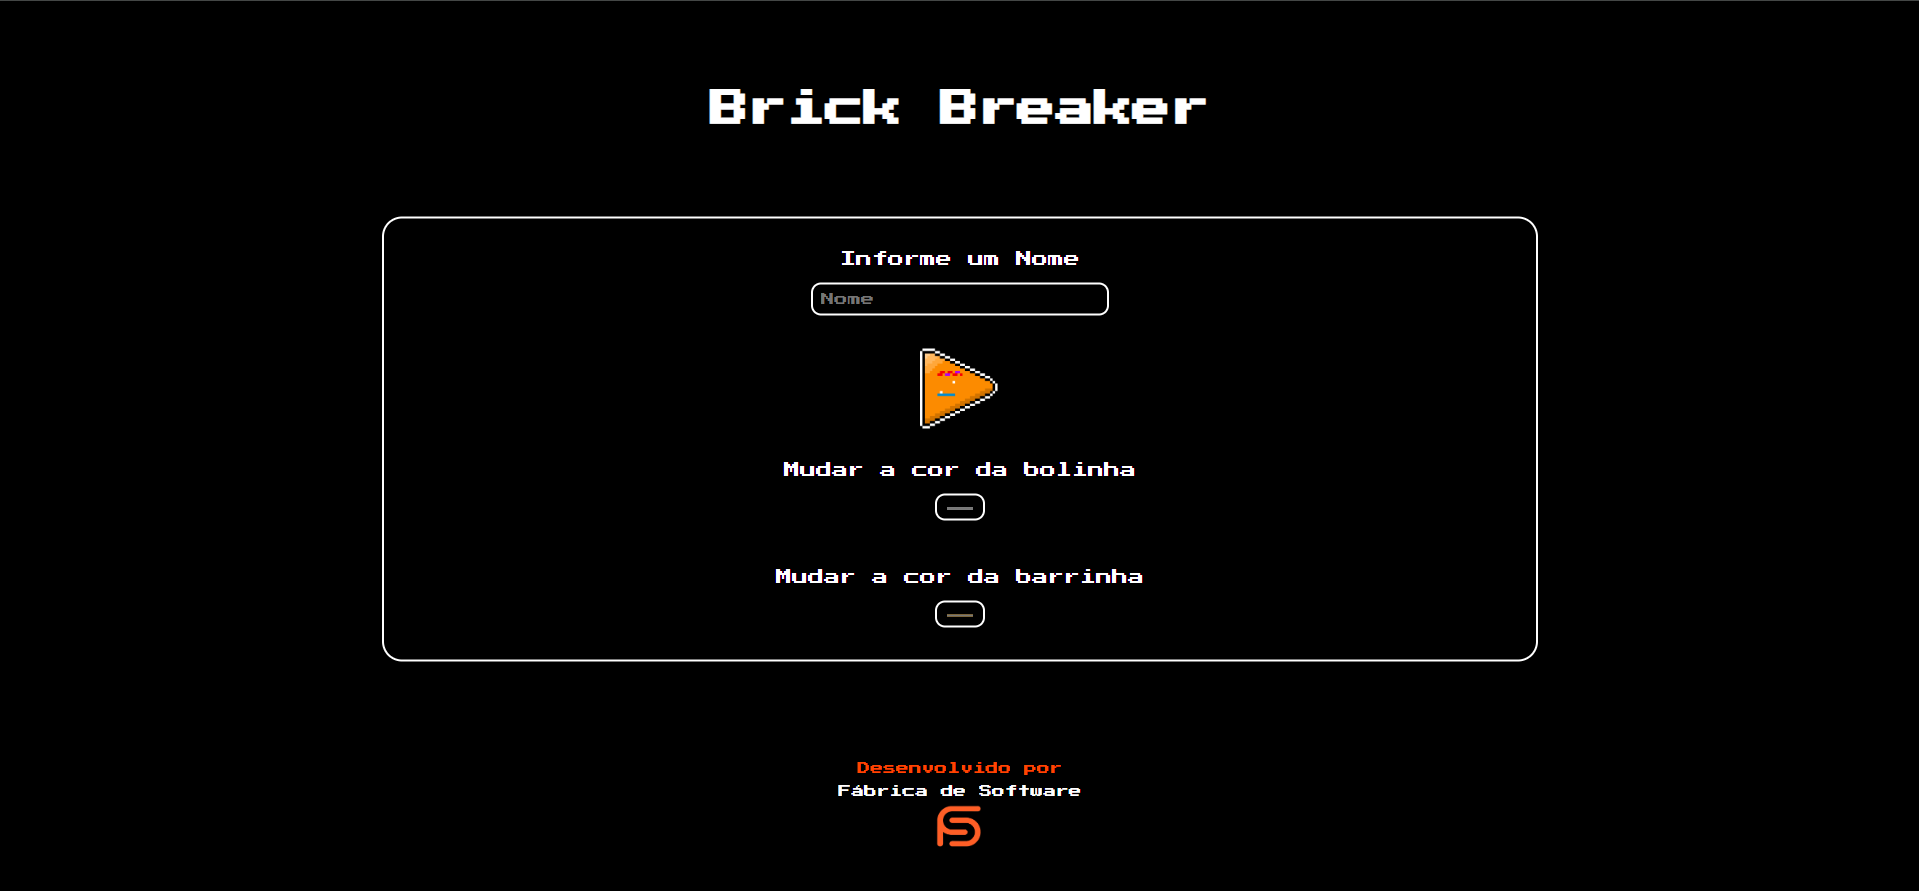 Brick Breaker
Informe um Nome
Nome
Mudar a cor da bolinha
Mudar a cor da barrinha
Desenvolvido por
Fábrica de Software